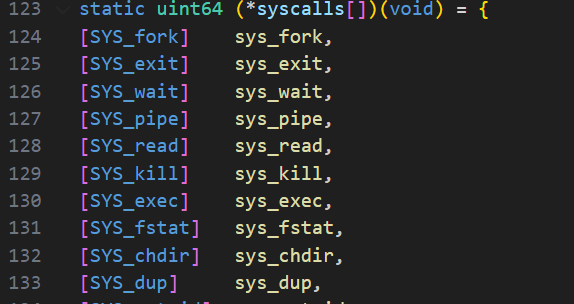 123 static uint64 (*syscalls[])(void) = {
124 [SYS_fork] sys_fork,
125 [SYS_exit] sys_exit,
126 [SYS_wait] sys_wait,
127 [SYS_pipe] sys_pipe,
128 [SYS_read] sys_read,
129 [SYS_kill] sys_kill,
130 [SYS_exec] sys_exec,
131 [SYS_fstat] sys_fstat,
132 [SYS_chdir] sys_chdir,
133 [SYS_dup] sys_dup,